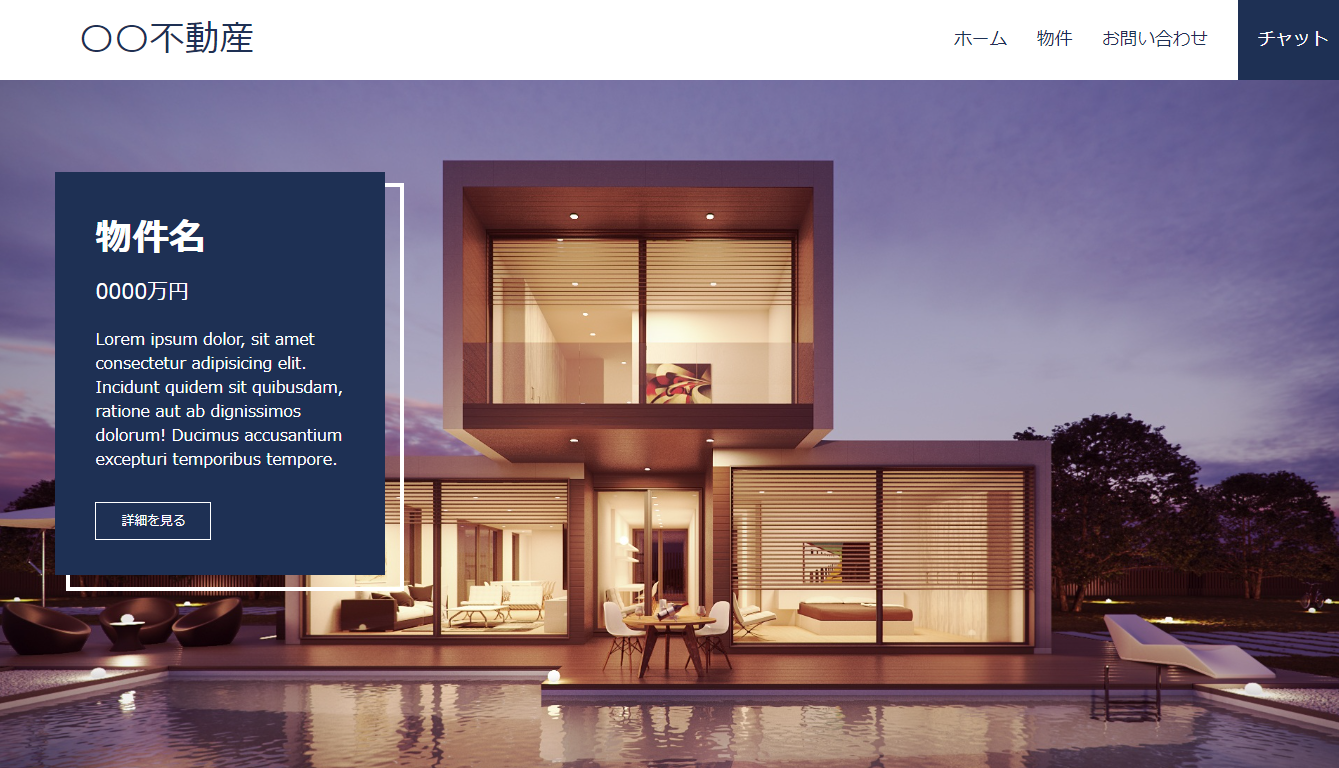 〇〇不動産
ホーム 物件 お問い合わせ チャット
物件名
0000万円
Lorem ipsum dolor, sit amet
consectetur adipisicing elit.
Incidunt quidem sit quibusdam,
ratione aut ab dignissimos
dolorum! Ducimus accusantium
excepturi temporibus tempore.
詳細を見る